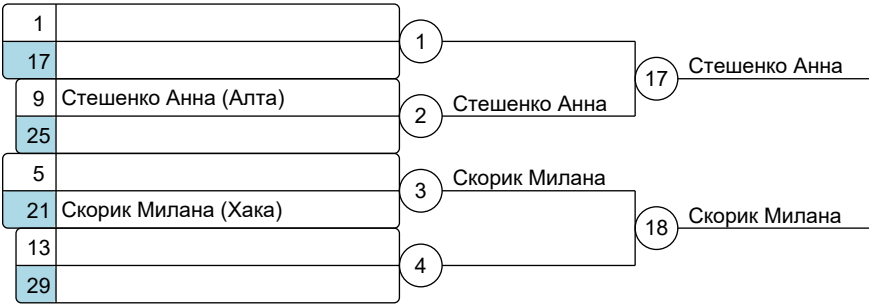 1
1
17
17
Стешенко Анна
9 Стешенко Анна (Алта)
2
Стешенко Анна
25
5
3
Скорик Милана
21 Скорик Милана (Хака)
18
Скорик Милана
13
4
29